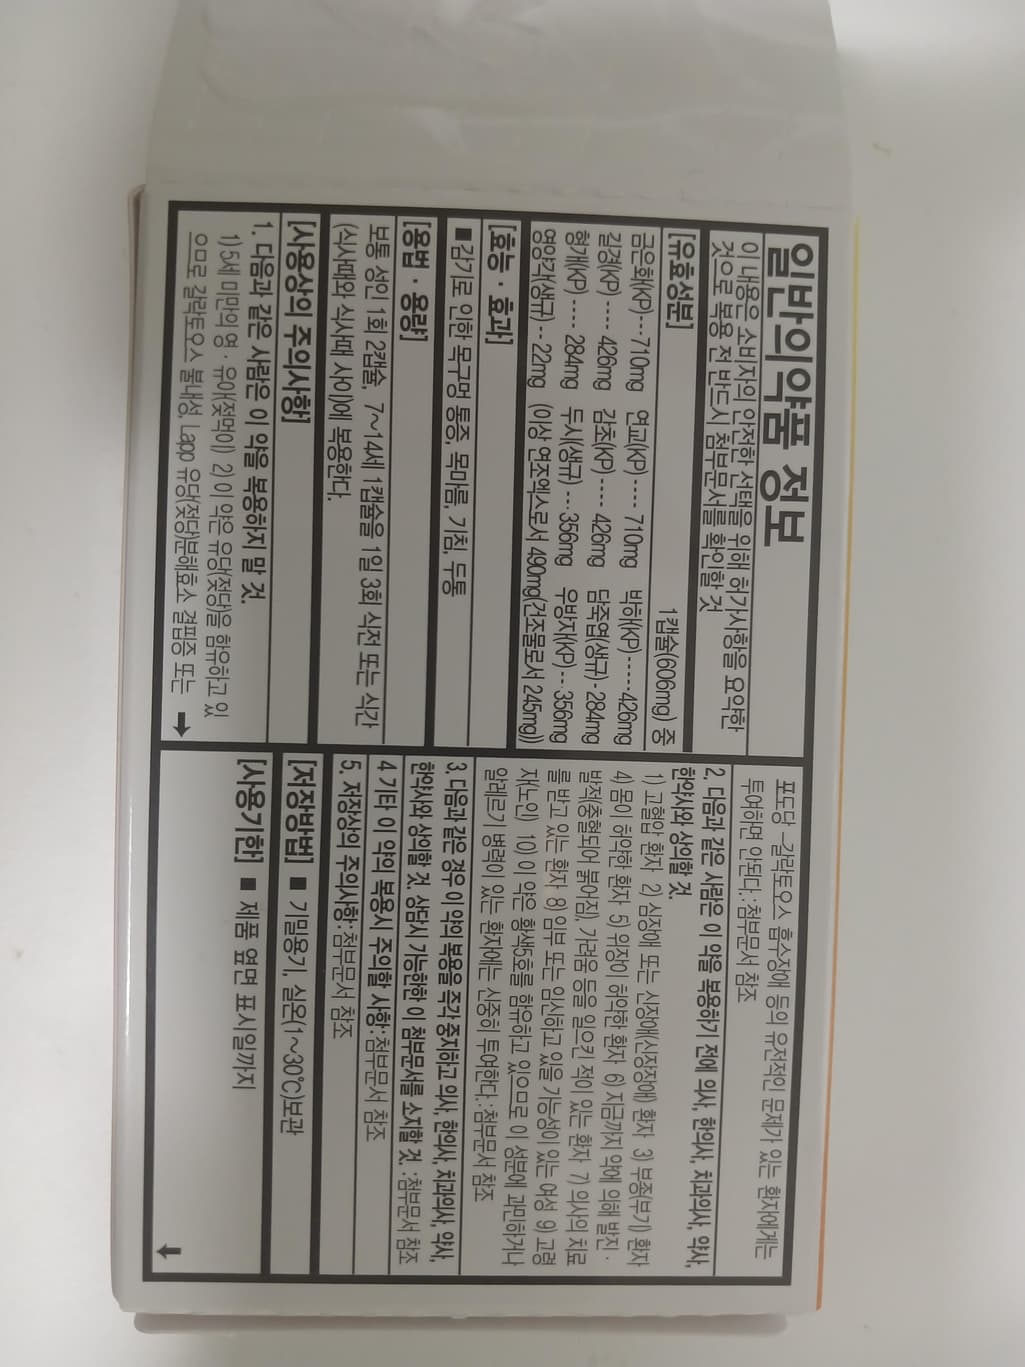 일반의약품 정보
이 내용은 소비자의 안전한 선택을 위해 허가사항을 요약한
것으로 복용 전 반드시 첨부문서를 확인할 것
[유효성분] 1캡슐(606mg) 중
금은화(KP)---710mg 연교(KP)---- 710mg 박하(KP)-----426mg
길경(KP)---- 426mg 감초(KP)---- 426mg 담죽엽(생규)-284mg
형개(KP)---- 284mg 두시(생규)---356mg 우방자(KP)--356mg
영양각(생규)-- 22mg (이상 연조엑스로서 490mg(건조물로서 245mg))
[효능·효과]
■ 감기로 인한 목구멍 통증, 목마름, 기침, 두통
[용법·용량]
보통 성인 1회 2캡슐, 7~14세 1캡슐을 1일 3회 식전 또는 식간
(식사때와 식사때 사이)에 복용한다.
[사용상의 주의사항]
1. 다음과 같은 사람은 이 약을 복용하지 말 것.
1) 5세 미만의 영·유아(젖먹이) 2) 이 약은 유당(젖당)을 함유하고 있
으므로 갈락토오스 불내성, Lapp 유당(젖당)분해효소 결핍증 또는 →
포도당-갈락토오스 흡수장애 등의 유전적인 문제가 있는 환자에게는
투여하면 안된다.:첨부문서 참조
2. 다음과 같은 사람은 이 약을 복용하기 전에 의사, 한의사, 치과의사, 약사,
한약사와 상의할 것.
1) 고혈압 환자 2) 심장애 또는 신장애(신장장애) 환자 3) 부종(부기) 환자
4) 몸이 허약한 환자 5) 위장이 허약한 환자 6) 지금까지 약에 의해 발진·
발적(충혈되어 붉어짐), 가려움 등을 일으킨 적이 있는 환자 7) 의사의 치료
를 받고 있는 환자 8) 임부 또는 임신하고 있을 가능성이 있는 여성 9) 고령
자(노인) 10) 이 약은 황색5호를 함유하고 있으므로 이 성분에 과민하거나
알레르기 병력이 있는 환자에는 신중히 투여한다.:첨부문서 참조
3. 다음과 같은 경우 이 약의 복용을 즉각 중지하고 의사, 한의사, 치과의사, 약사,
한약사와 상의할 것. 상담시 가능한한 이 첨부문서를 소지할 것. :첨부문서 참조
4 기타 이 약의 복용시 주의할 사항:첨부문서 참조
5. 저장상의 주의사항:첨부문서 참조
[저장방법] ■ 기밀용기, 실온(1~30℃)보관
[사용기한] ■ 제품 옆면 표시일까지